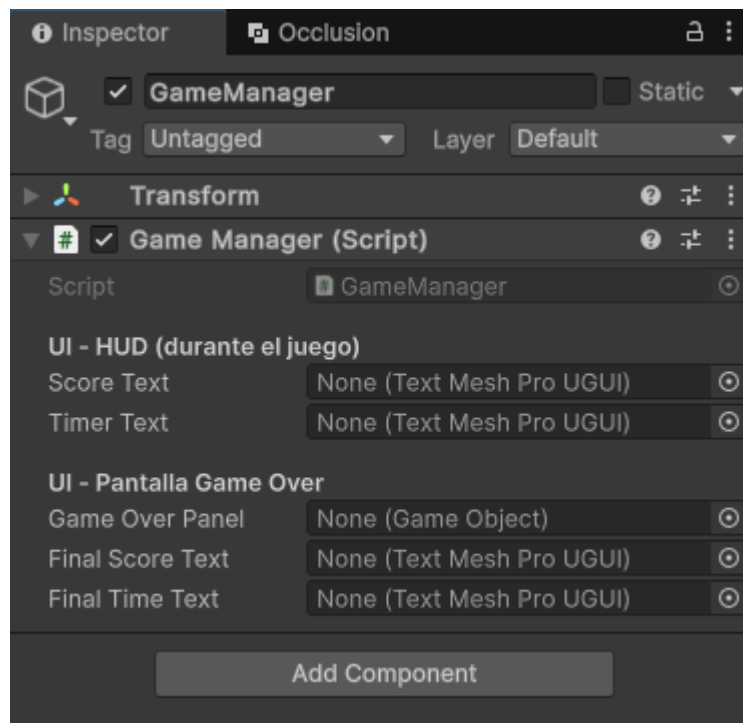 Inspector Occlusion
GameManager Static
Tag Untagged Layer Default
Transform
# Game Manager (Script)
Script # GameManager
UI - HUD (durante el juego)
Score Text None (Text Mesh Pro UGUI)
Timer Text None (Text Mesh Pro UGUI)
UI - Pantalla Game Over
Game Over Panel None (Game Object)
Final Score Text None (Text Mesh Pro UGUI)
Final Time Text None (Text Mesh Pro UGUI)
Add Component